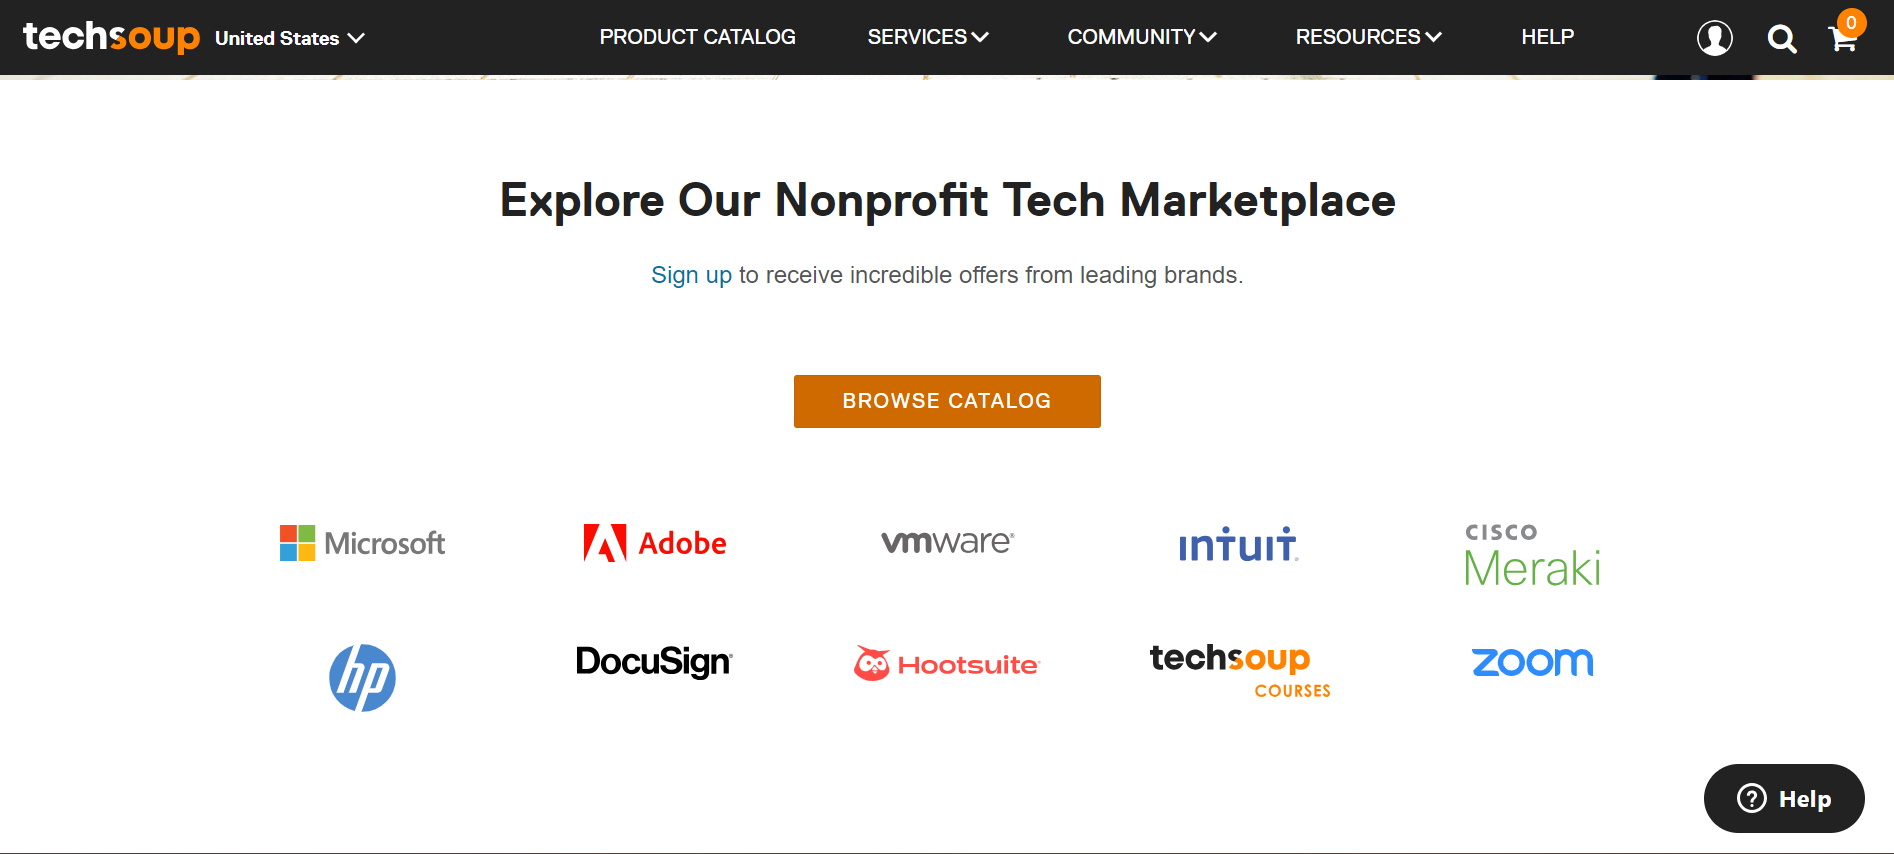 techsoup United States PRODUCT CATALOG SERVICES COMMUNITY RESOURCES HELP 0
Explore Our Nonprofit Tech Marketplace
Sign up to receive incredible offers from leading brands.
BROWSE CATALOG
Microsoft Adobe vmware® intuit® CISCO
Meraki
hp DocuSign® Hootsuite® techsoup zoom
COURSES
Help